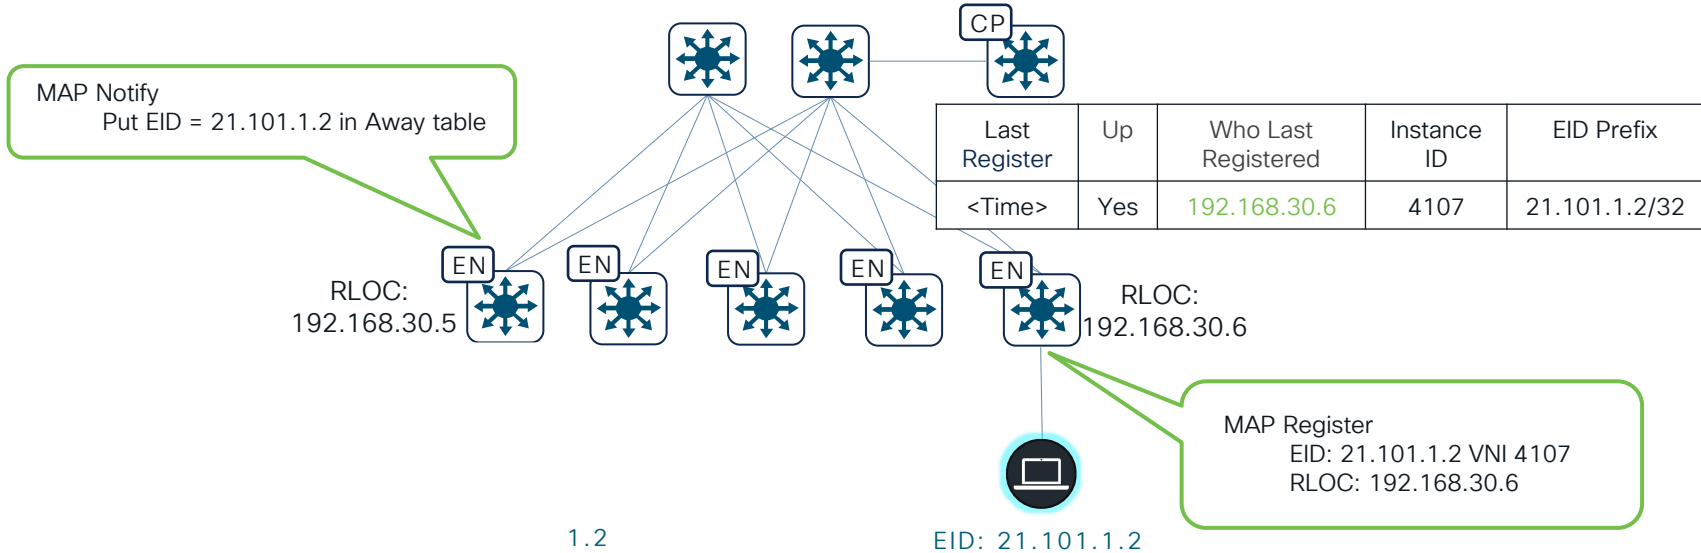 CP
MAP Notify
Put EID = 21.101.1.2 in Away table
Last Register
Up
Who Last Registered
Instance ID
EID Prefix
<Time>
Yes
192.168.30.6
4107
21.101.1.2/32
EN
EN
EN
EN
EN
RLOC:
192.168.30.5
RLOC:
192.168.30.6
MAP Register
EID: 21.101.1.2 VNI 4107
RLOC: 192.168.30.6
1.2
EID: 21.101.1.2